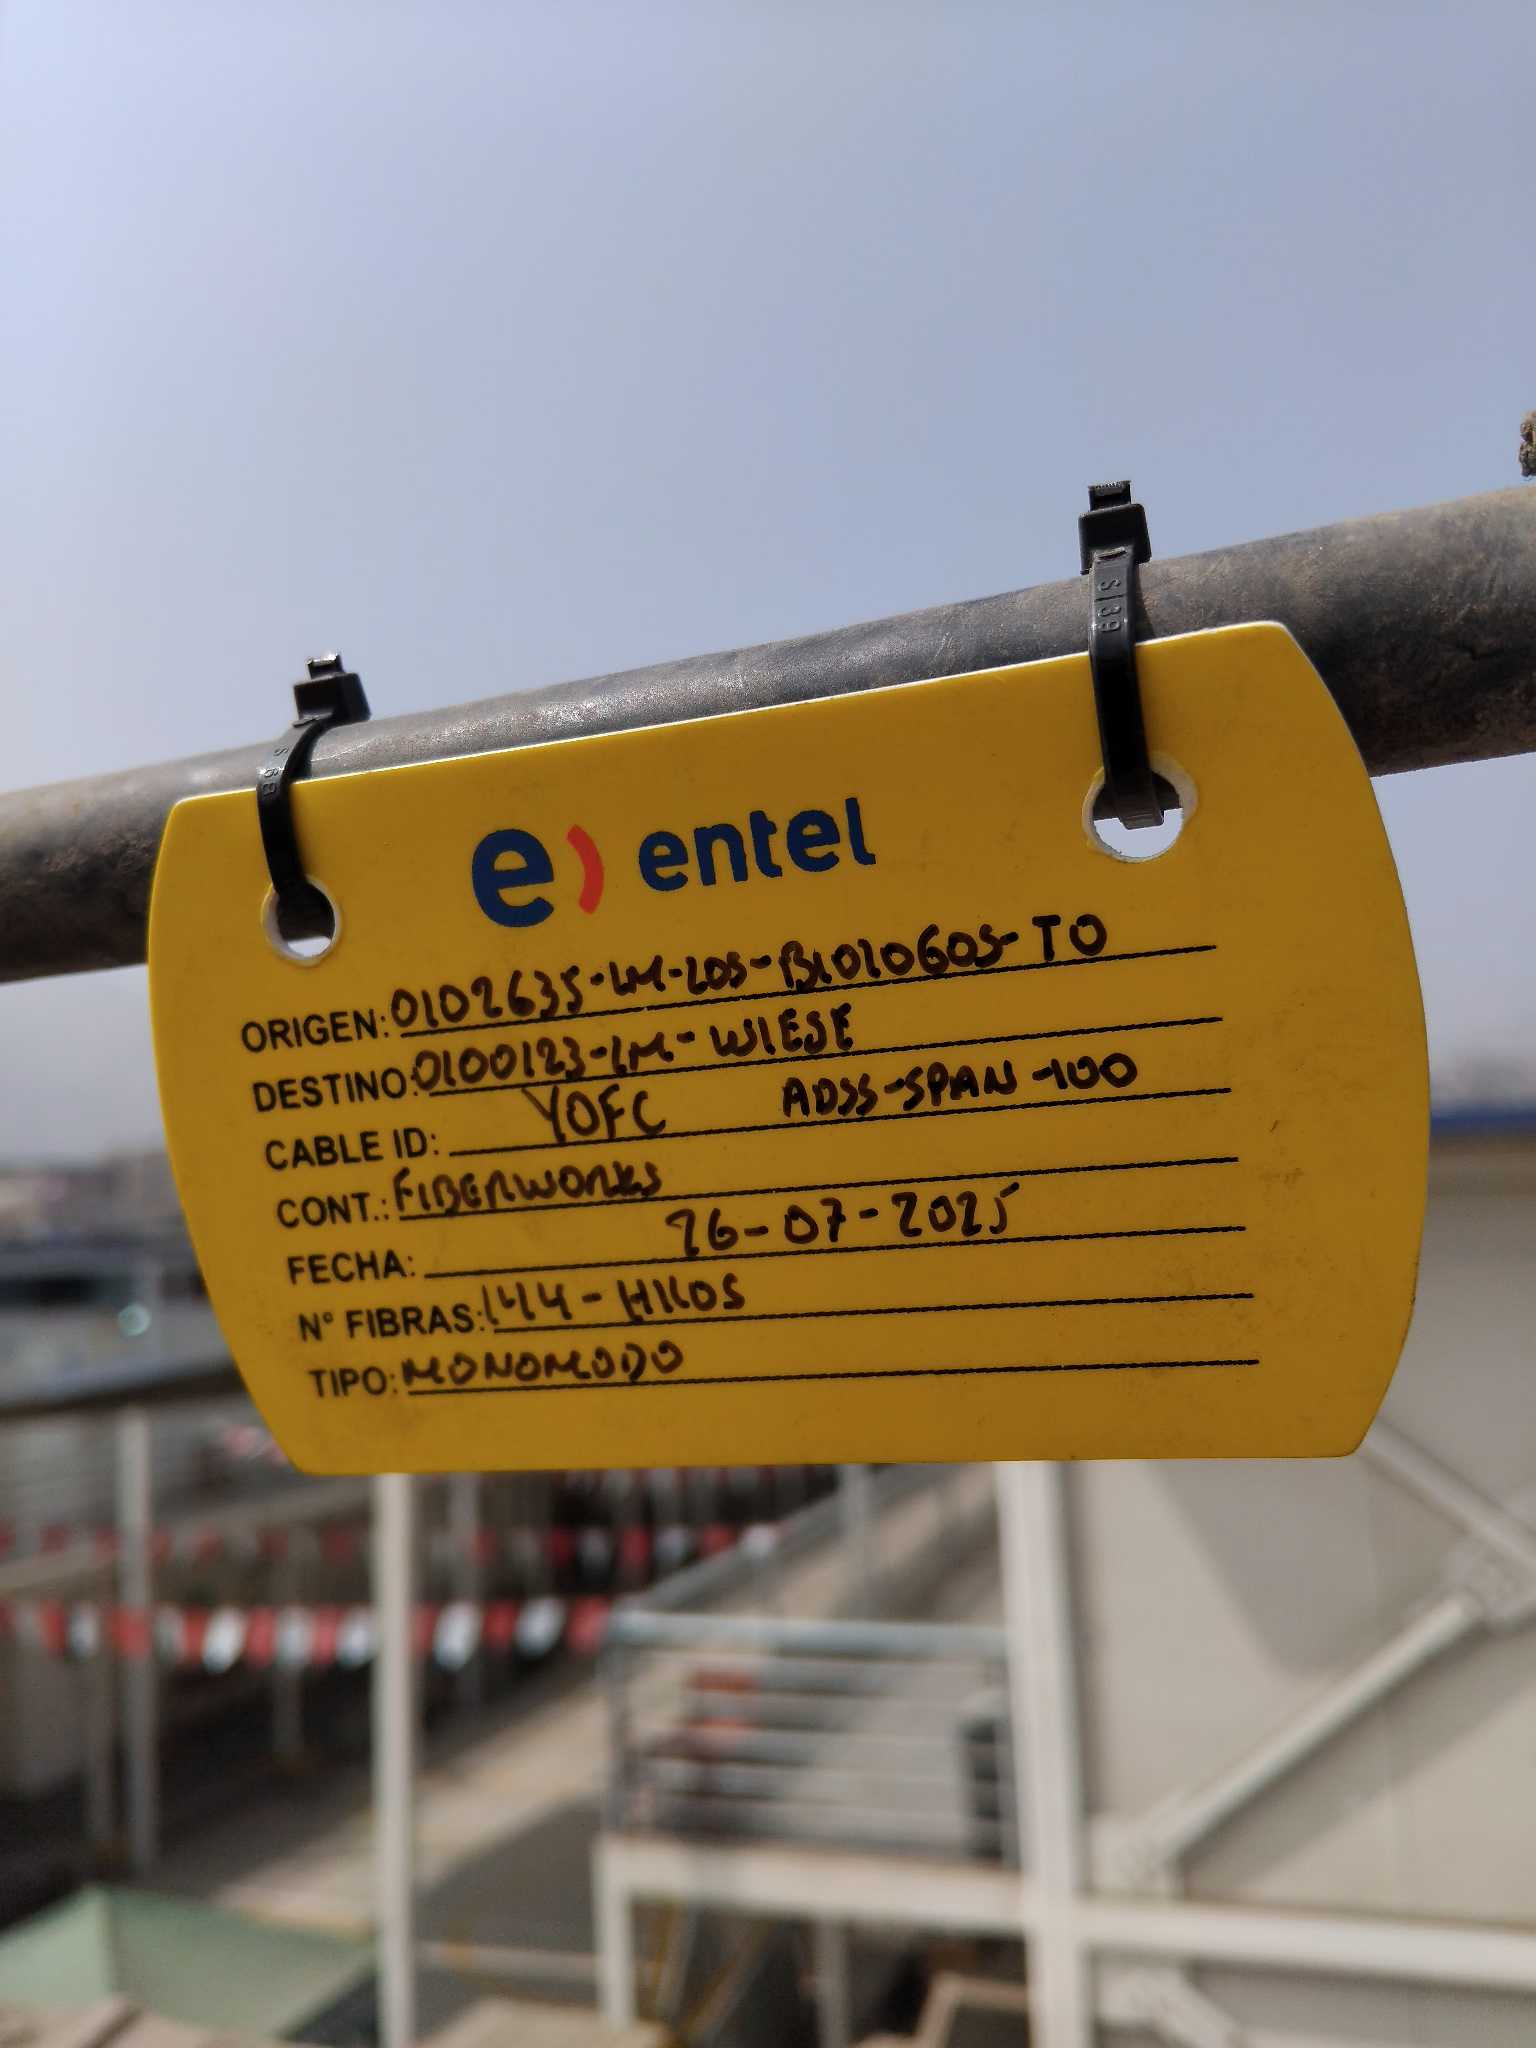 e) entel
ORIGEN: 0102635-LM-LOS-BIOLOGOS-TO
DESTINO: 0100123-LM-WIESE
CABLE ID: YOFC ADSS-SPAN-100
CONT.: FIBERWORKS
FECHA: 26-07-2025
N° FIBRAS: 144-HILOS
TIPO: MONOMODO